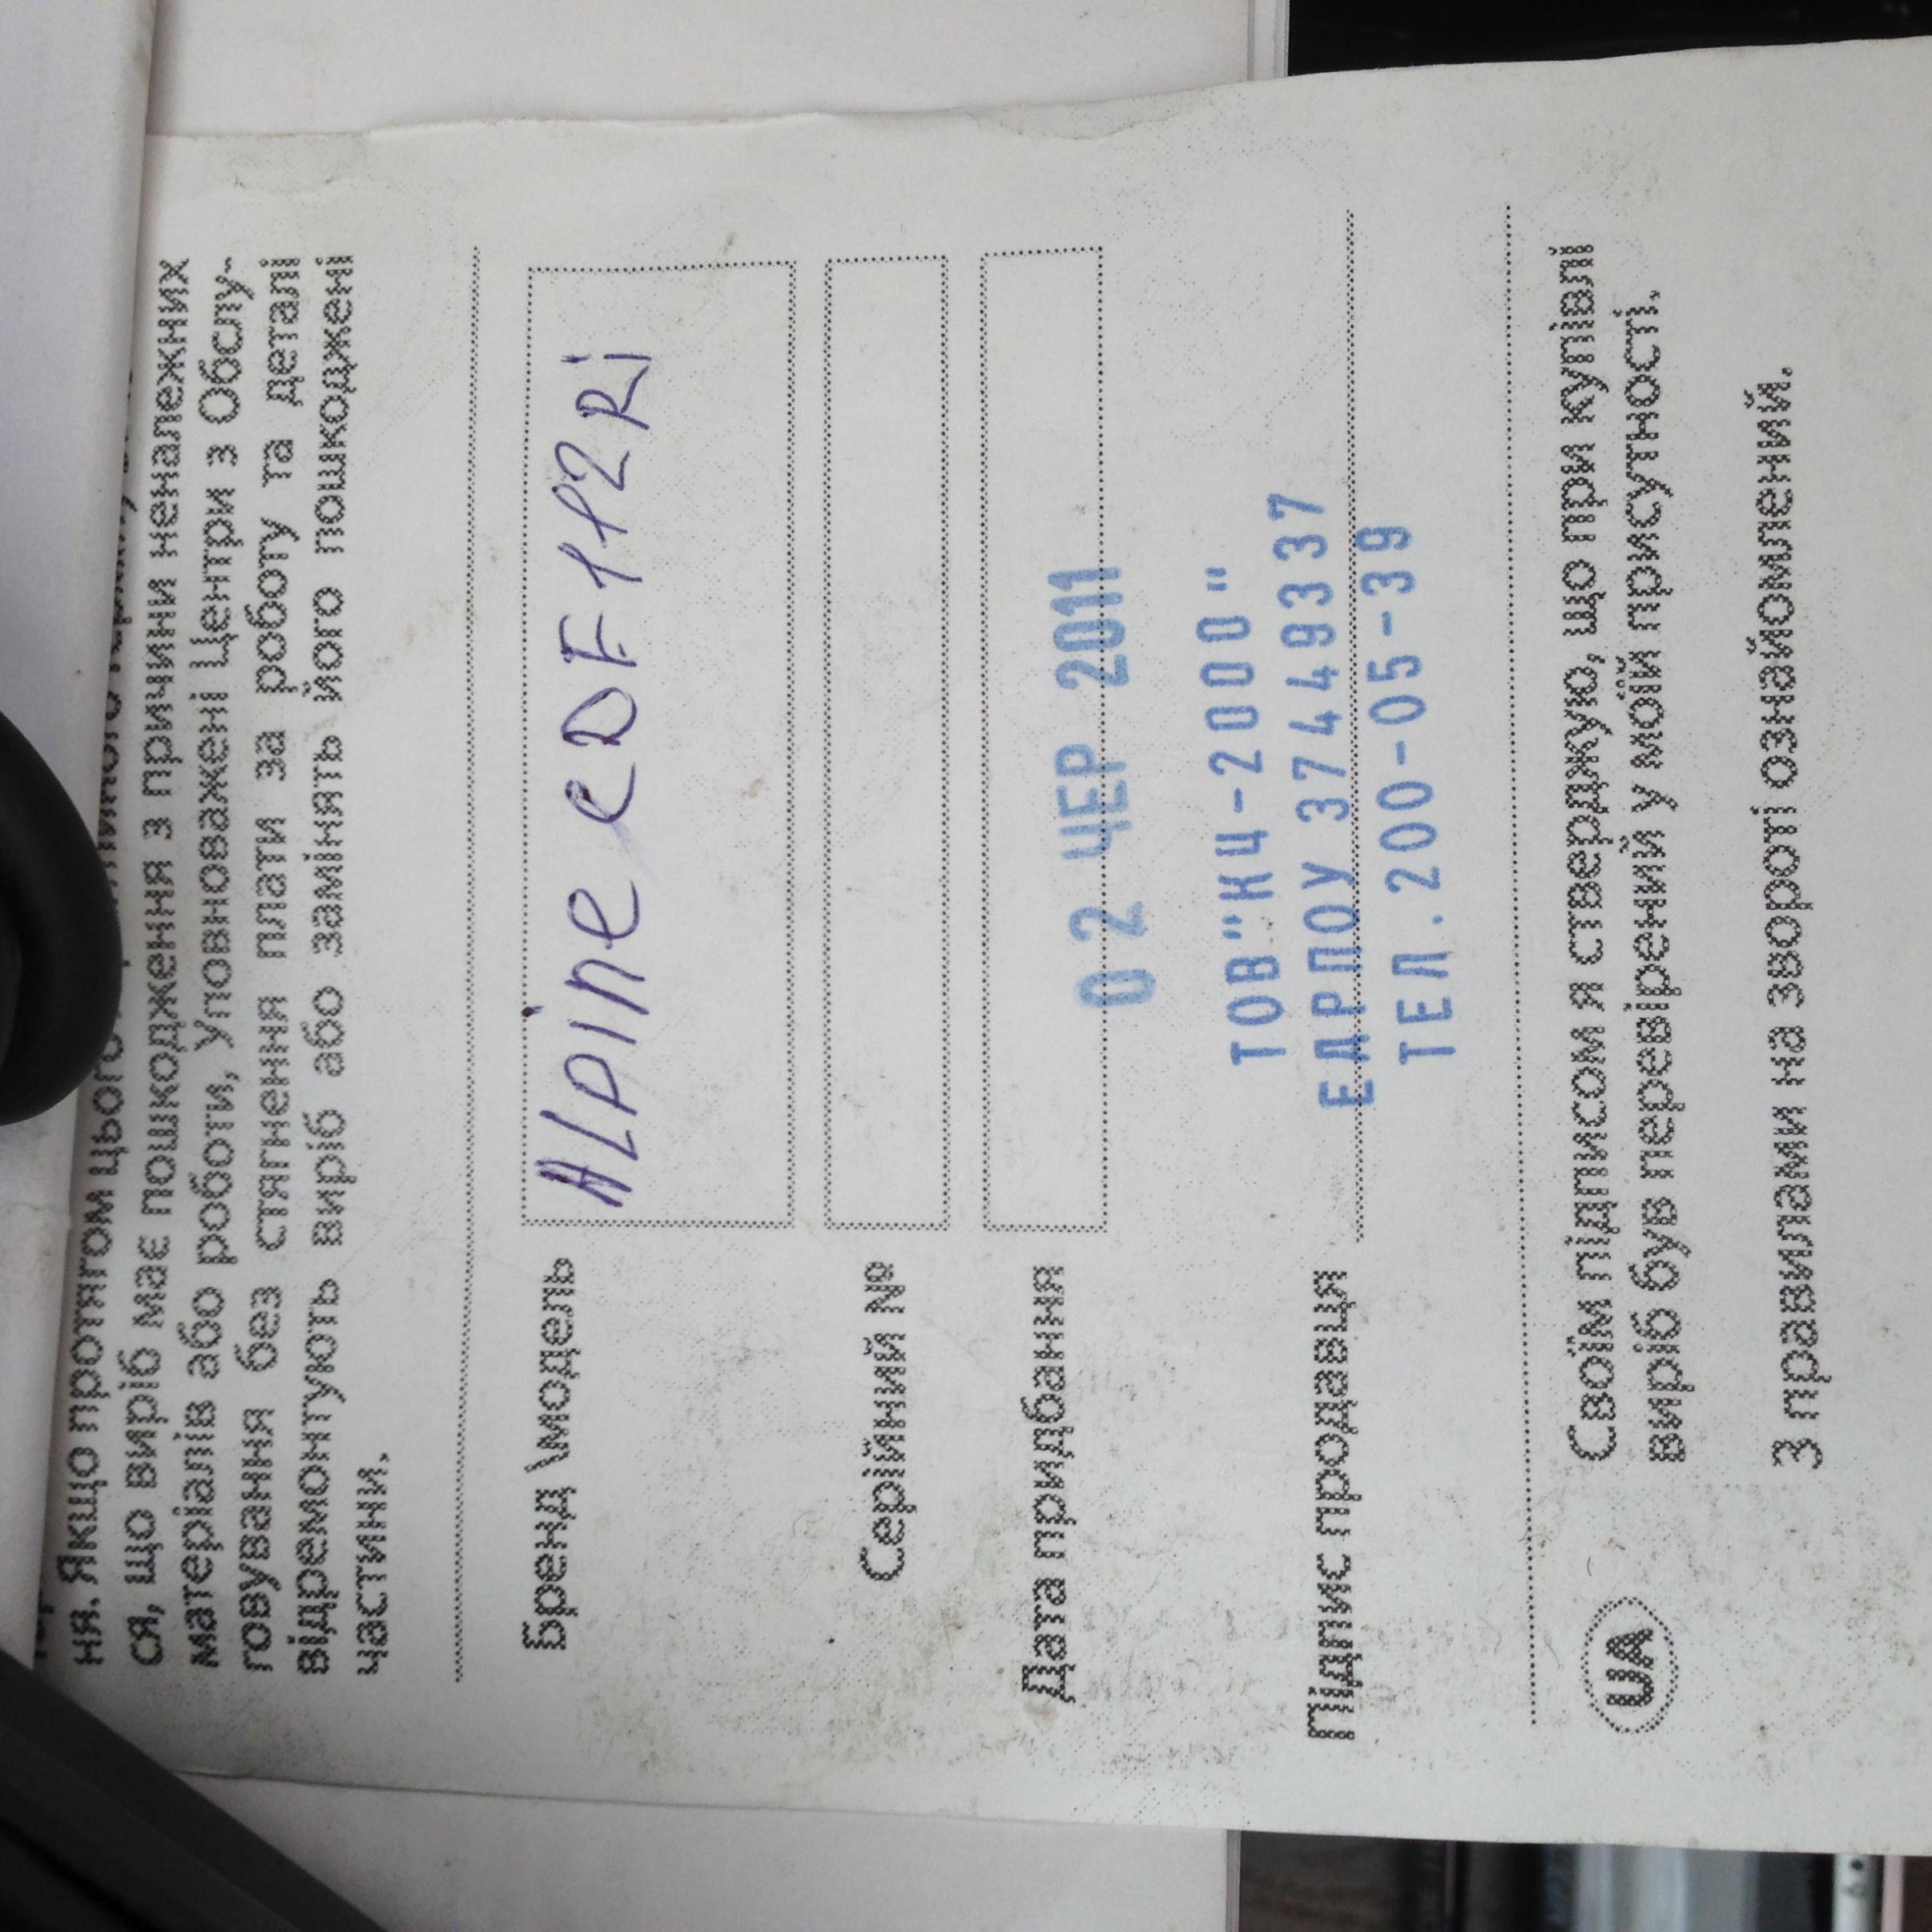 ня. Якщо протягом цього
ся, що виріб має пошкодження з причини неналежних
матеріалів або роботи, Уповноважені Центри з Обслу-
говування без стягнення плати за роботу та деталі
відремонтують виріб або замінять його пошкоджені
частини.
Бренд \модель Alpine CDE112Ri
Серійний №
Дата придбання
02 ЧЕР 2011
ТОВ"КЦ-2000"
Підпис продавця
ЕДРПОУ 37449337
ТЕЛ.200-05-39
UA
Своїм підписом я стверджую, що при купівлі
виріб був перевірений у моїй присутності.
З правилами на звороті ознайомлений.